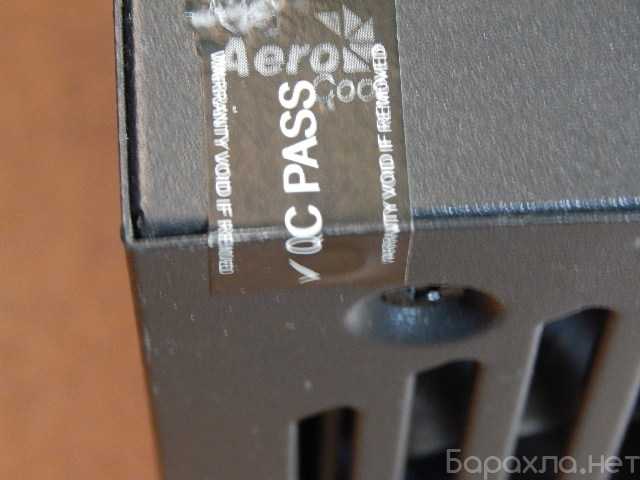 Aero
Cool
WARRANTY VOID IF REMOVED
QC PASS
WARRANTY VOID IF REMOVED
Барахла.нет